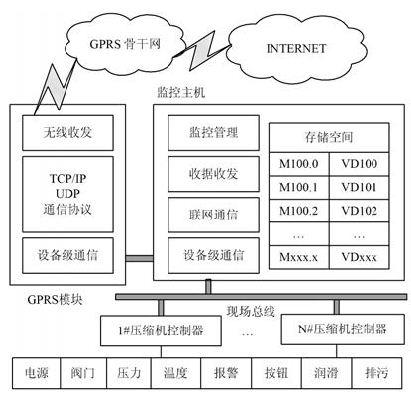 GPRS 骨干网
INTERNET
监控主机
无线收发
TCP/IP
UDP
通信协议
设备级通信
GPRS模块
监控管理
收据收发
联网通信
设备级通信
存储空间
M100.0 VD100
M100.1 VD101
M100.2 VD102
... ...
Mxxx.x VDxxx
现场总线
1#压缩机控制器 … N#压缩机控制器
电源 阀门 压力 温度 报警 按钮 润滑 排污